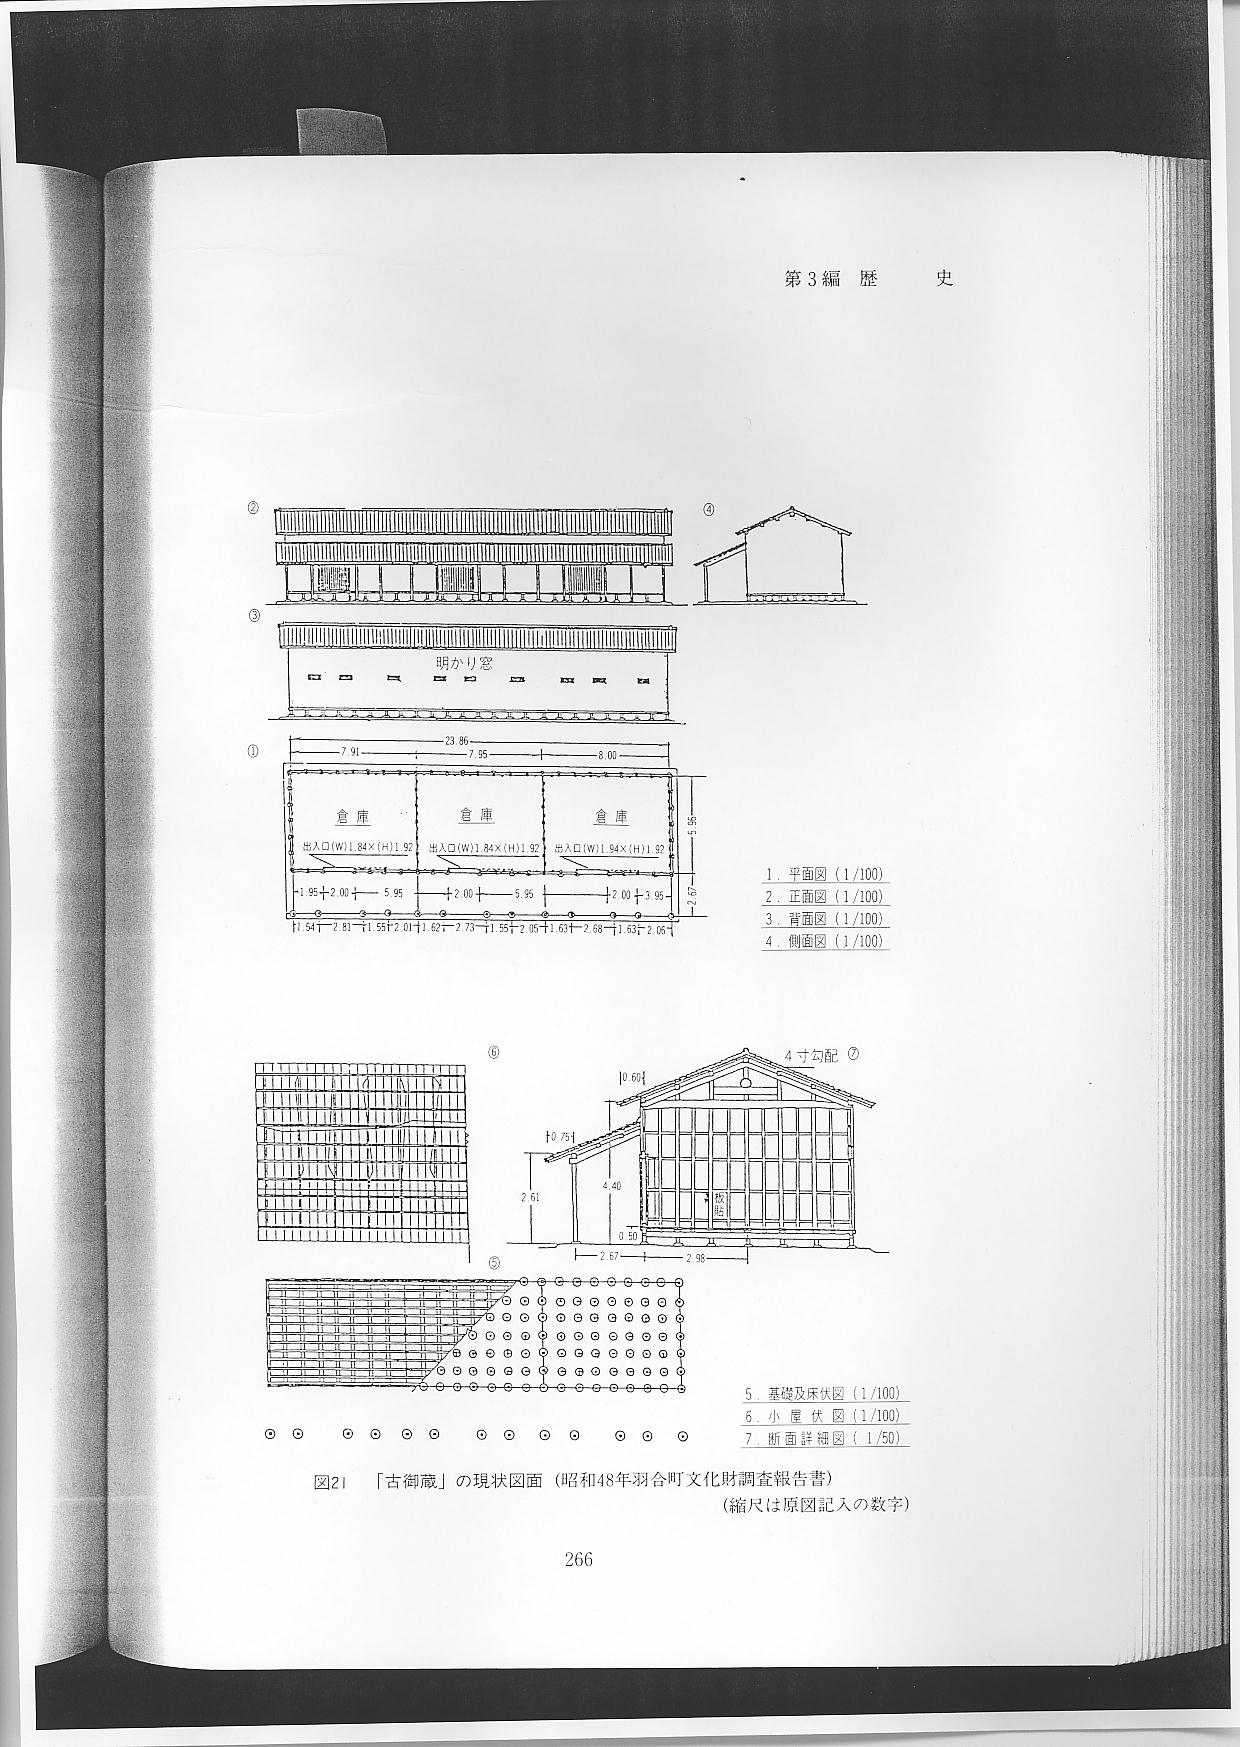 第3編 歴 史
②
④
③
明かり窓
①
23.86
7.91 7.95 8.00
倉庫 倉庫 倉庫
5.96
出入口(W)1.84×(H)1.92 出入口(W)1.84×(H)1.92 出入口(W)1.94×(H)1.92
1.95 2.00 5.95 2.00 5.95 2.00 3.95
2.67
1.54 2.81 1.55 2.01 1.62 2.73 1.55 2.05 1.63 2.68 1.63 2.06
1. 平面図 (1/100)
2. 正面図 (1/100)
3. 背面図 (1/100)
4. 側面図 (1/100)
⑥
4寸勾配 ⑦
0.60
0.75
2.61
4.40
板貼
0.50
2.67 2.98
⑤
5. 基礎及床伏図 (1/100)
6. 小屋伏図 (1/100)
7. 断面詳細図 (1/50)
図21 「古御蔵」の現状図面 (昭和48年羽合町文化財調査報告書)
(縮尺は原図記入の数字)
266